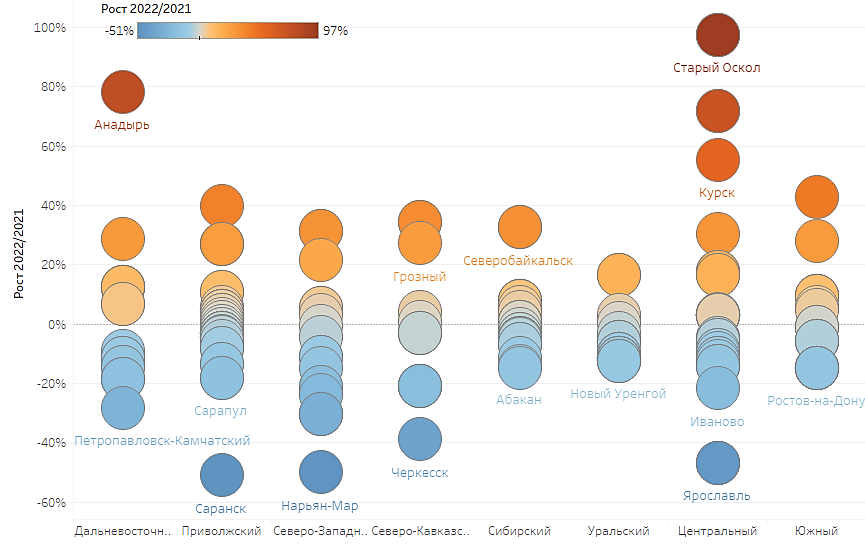 Рост 2022/2021
-51%
97%
Рост 2022/2021
100%
80%
60%
40%
20%
0%
-20%
-40%
-60%
Старый Оскол
Анадырь
Курск
Северобайкальск
Грозный
Новый Уренгой
Абакан
Ростов-на-Дону
Сарапул
Иваново
Петропавловск-Камчатский
Черкесск
Ярославль
Саранск
Нарьян-Мар
Дальневосточн..
Приволжский
Северо-Западн..
Северо-Кавказс..
Сибирский
Уральский
Центральный
Южный